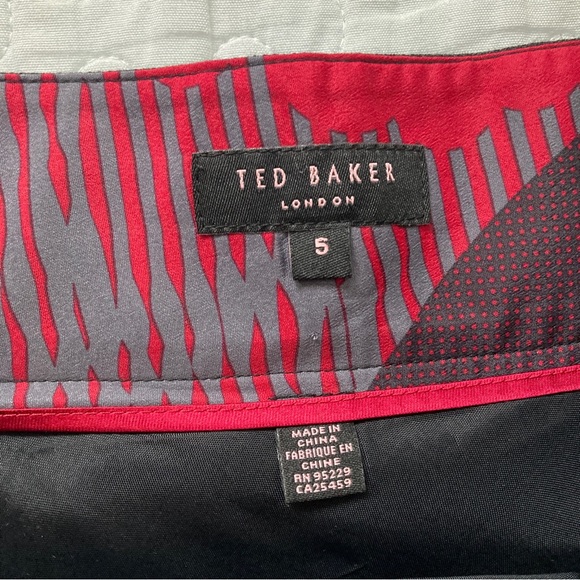 TED BAKER
LONDON
5
MADE IN
CHINA
FABRIQUE EN
CHINE
RN 95229
CA25459